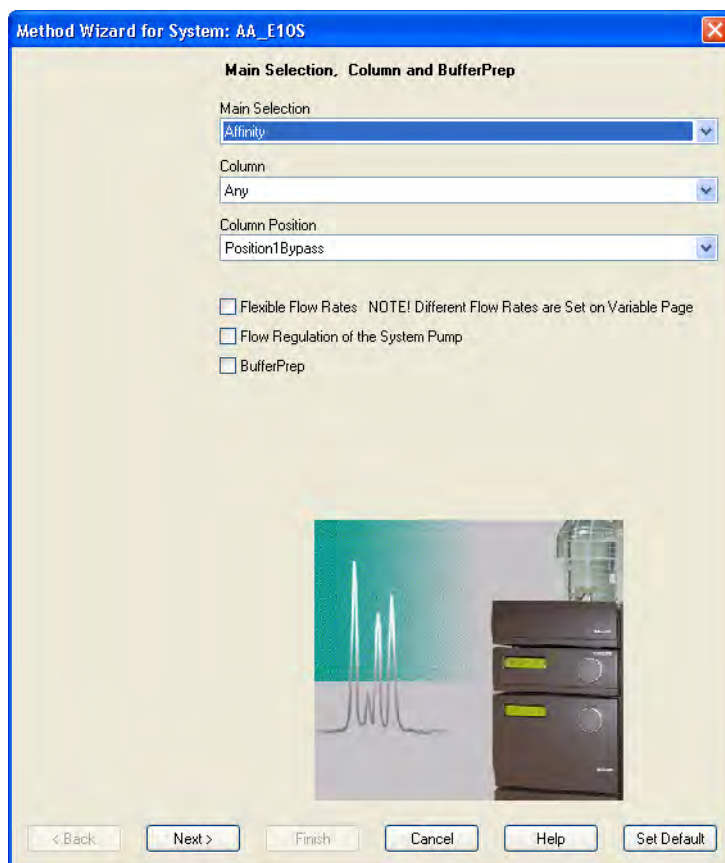 Method Wizard for System: AA_E10S
Main Selection, Column and BufferPrep
Main Selection
Affinity
Column
Any
Column Position
Position1Bypass
Flexible Flow Rates NOTE! Different Flow Rates are Set on Variable Page
Flow Regulation of the System Pump
BufferPrep
< Back
Next >
Finish
Cancel
Help
Set Default